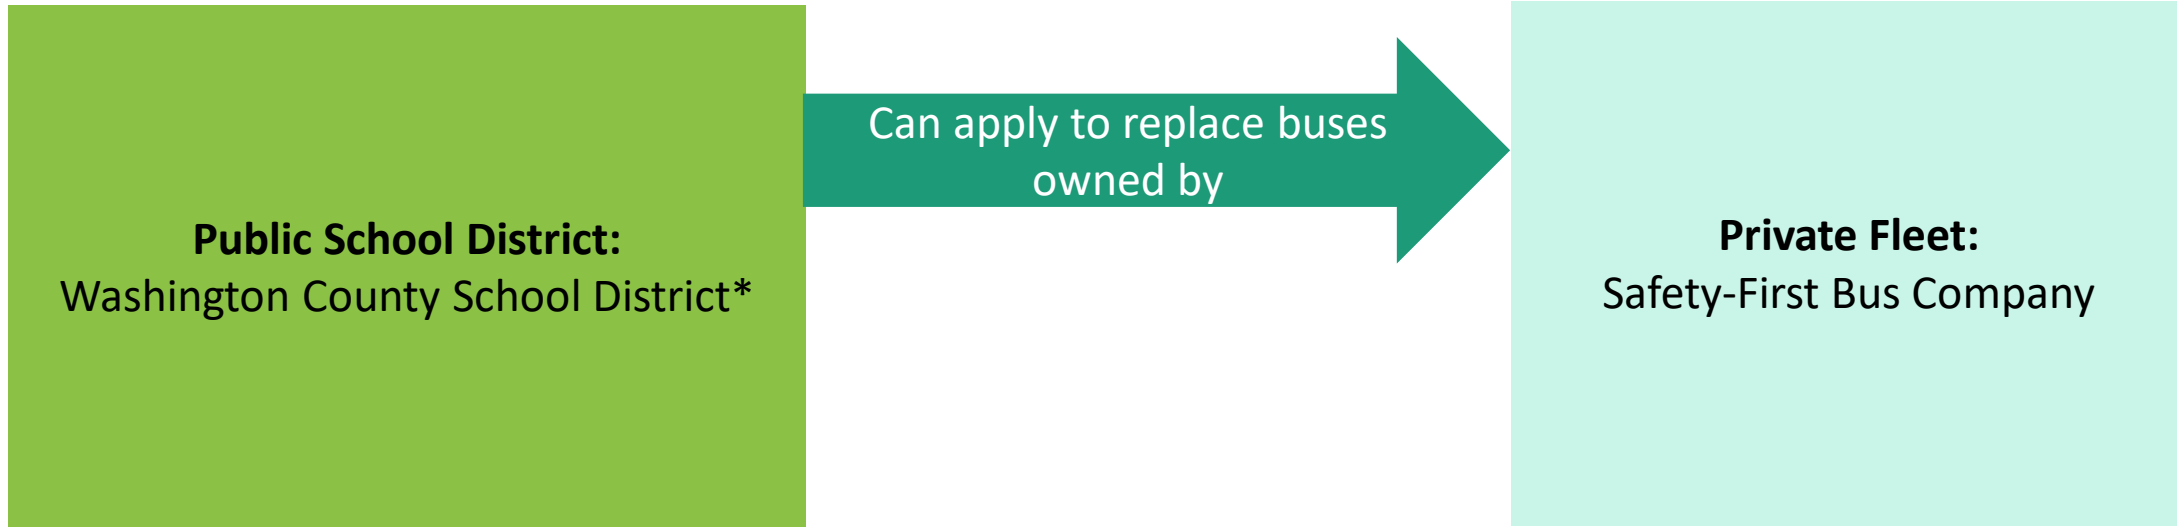 Public School District:
Washington County School District*
Can apply to replace buses
owned by
Private Fleet:
Safety-First Bus Company